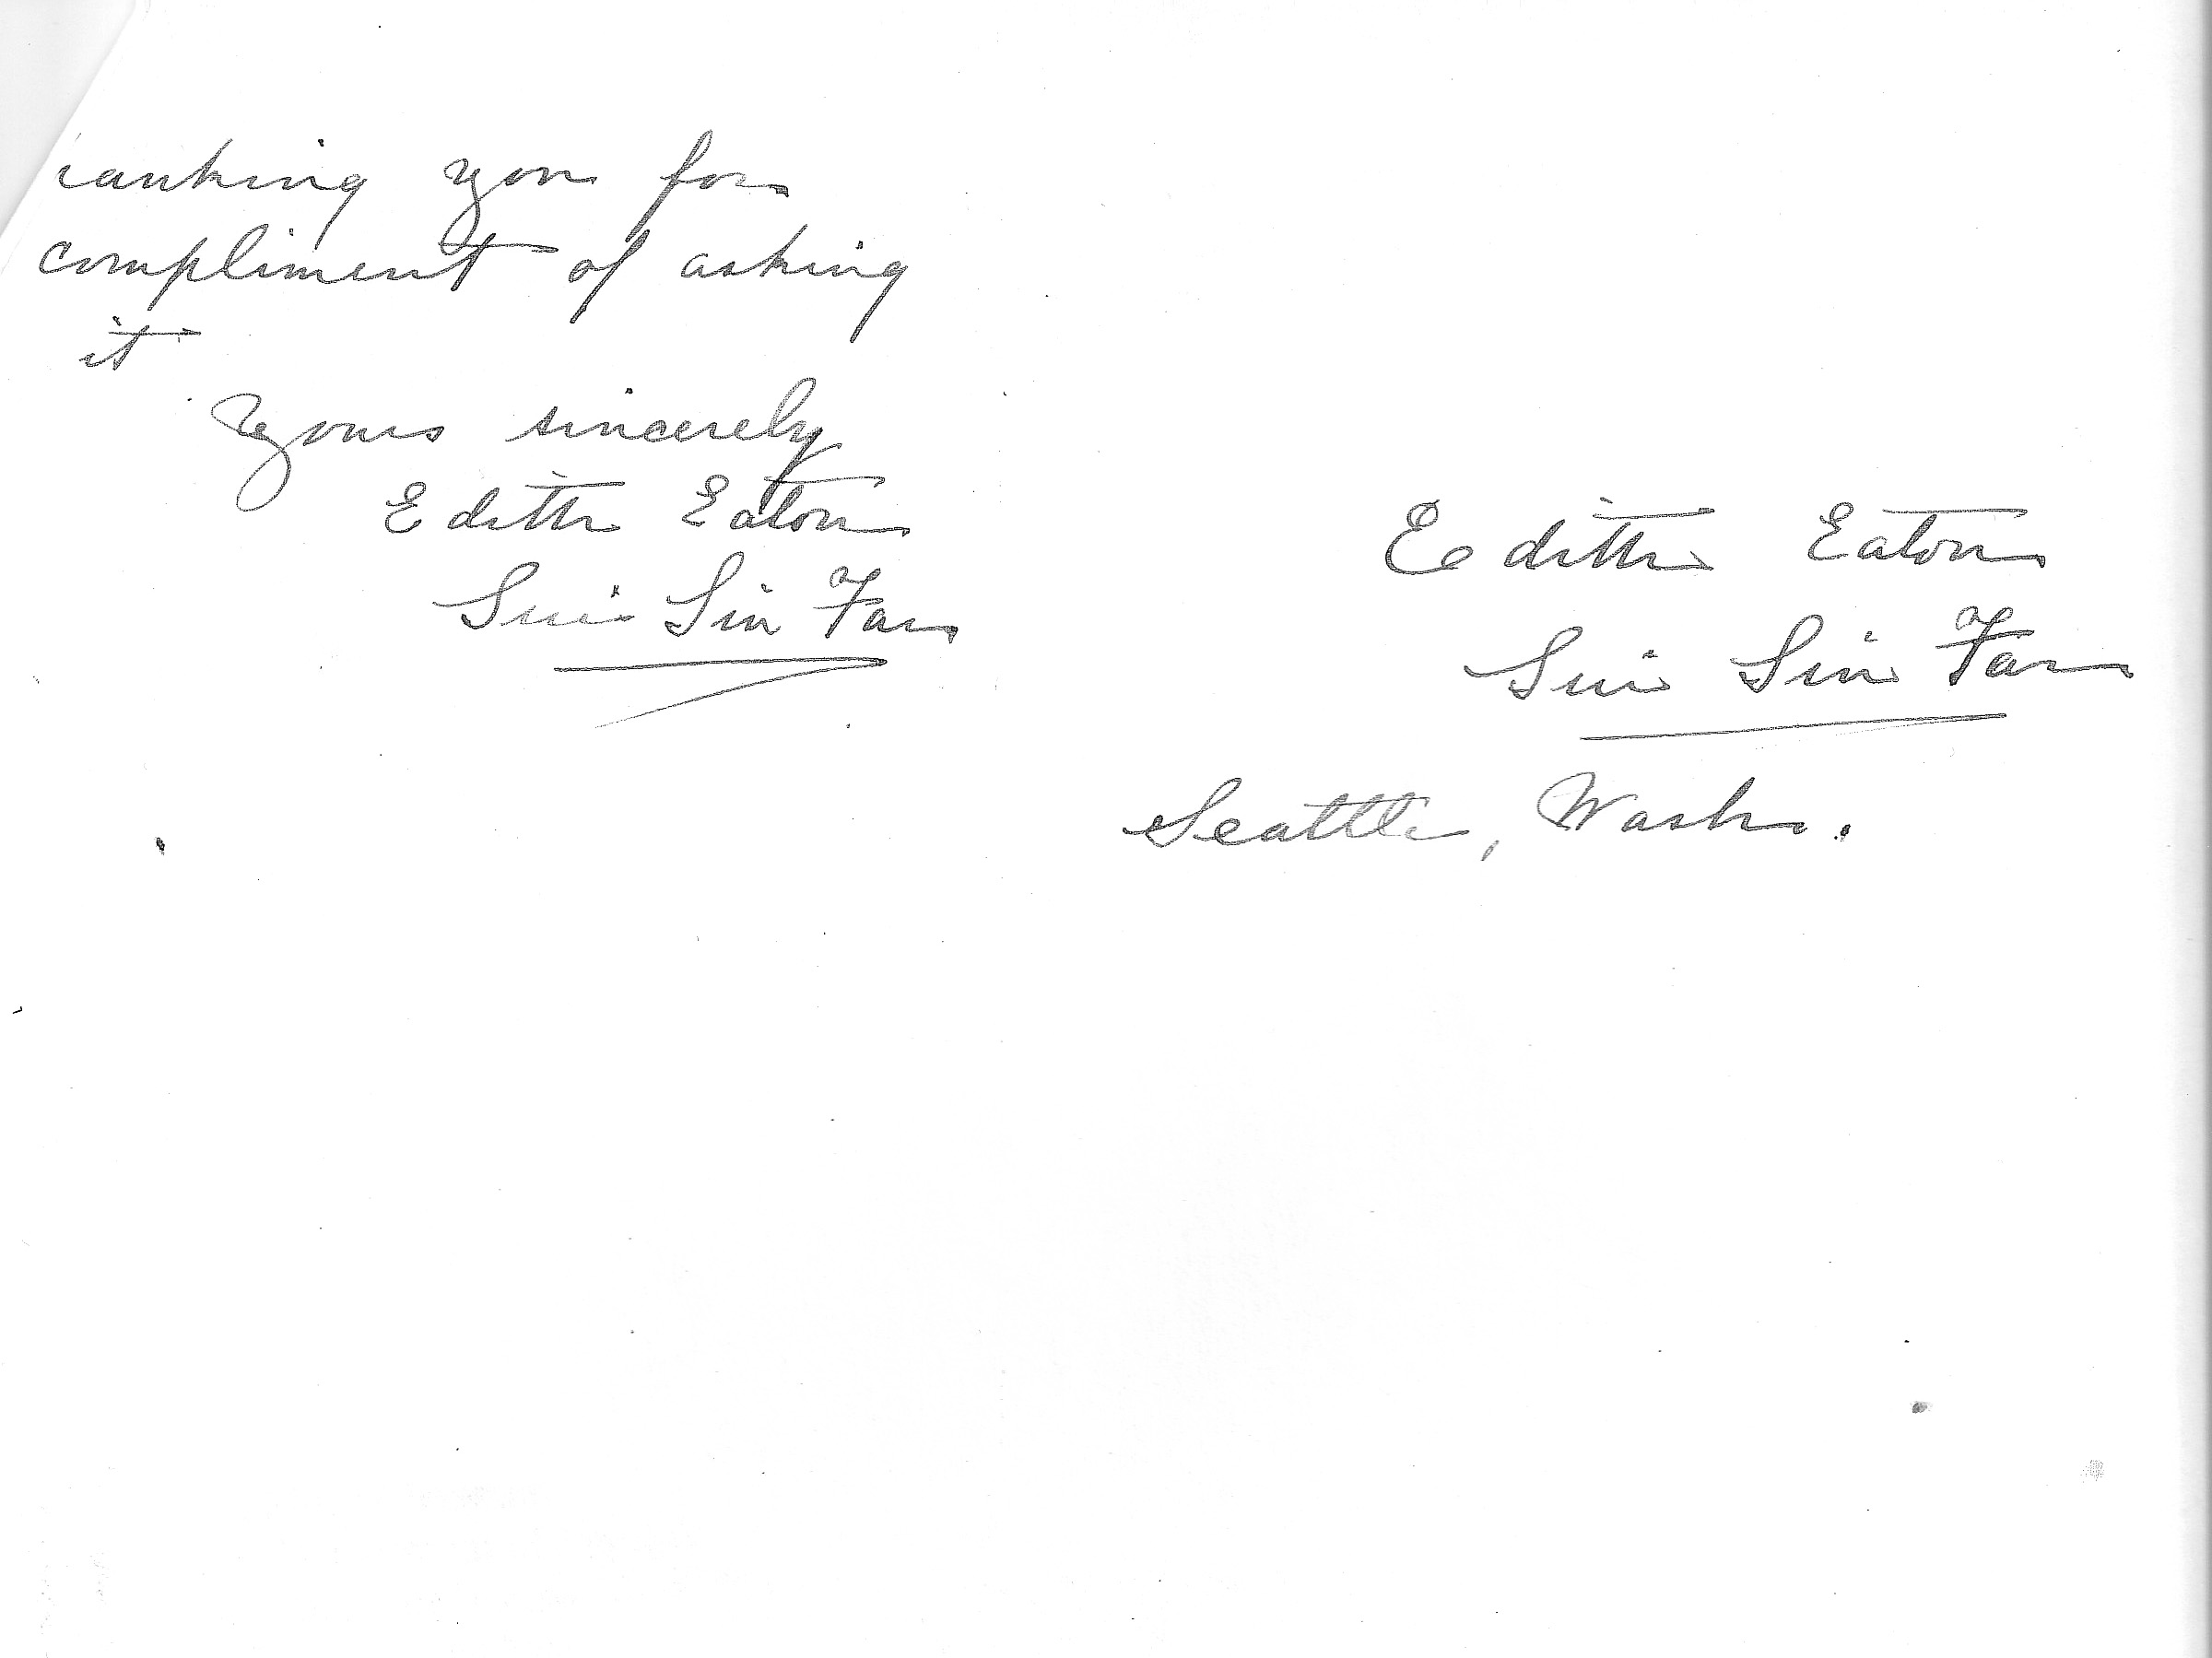 anking you for
compliment of asking
it
Yours sincerely
Edith Eaton
Sui Sin Far
Edith Eaton
Sui Sin Far
Seattle, Wash.